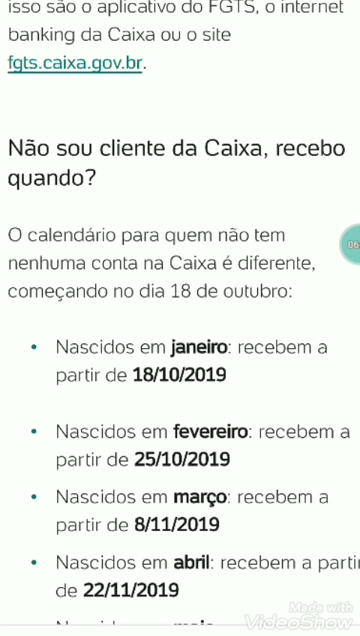 isso são o aplicativo do FGTS, o internet
banking da Caixa ou o site
fgts.caixa.gov.br.
Não sou cliente da Caixa, recebo
quando?
O calendário para quem não tem
nenhuma conta na Caixa é diferente,
começando no dia 18 de outubro:
• Nascidos em janeiro: recebem a
partir de 18/10/2019
• Nascidos em fevereiro: recebem a
partir de 25/10/2019
• Nascidos em março: recebem a
partir de 8/11/2019
• Nascidos em abril: recebem a parti
de 22/11/2019
Made with
VideoShow